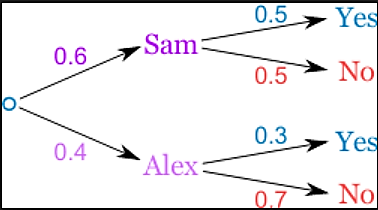 0.5 Yes
0.6 Sam
0.5 No
0.4 Alex
0.3 Yes
0.7 No